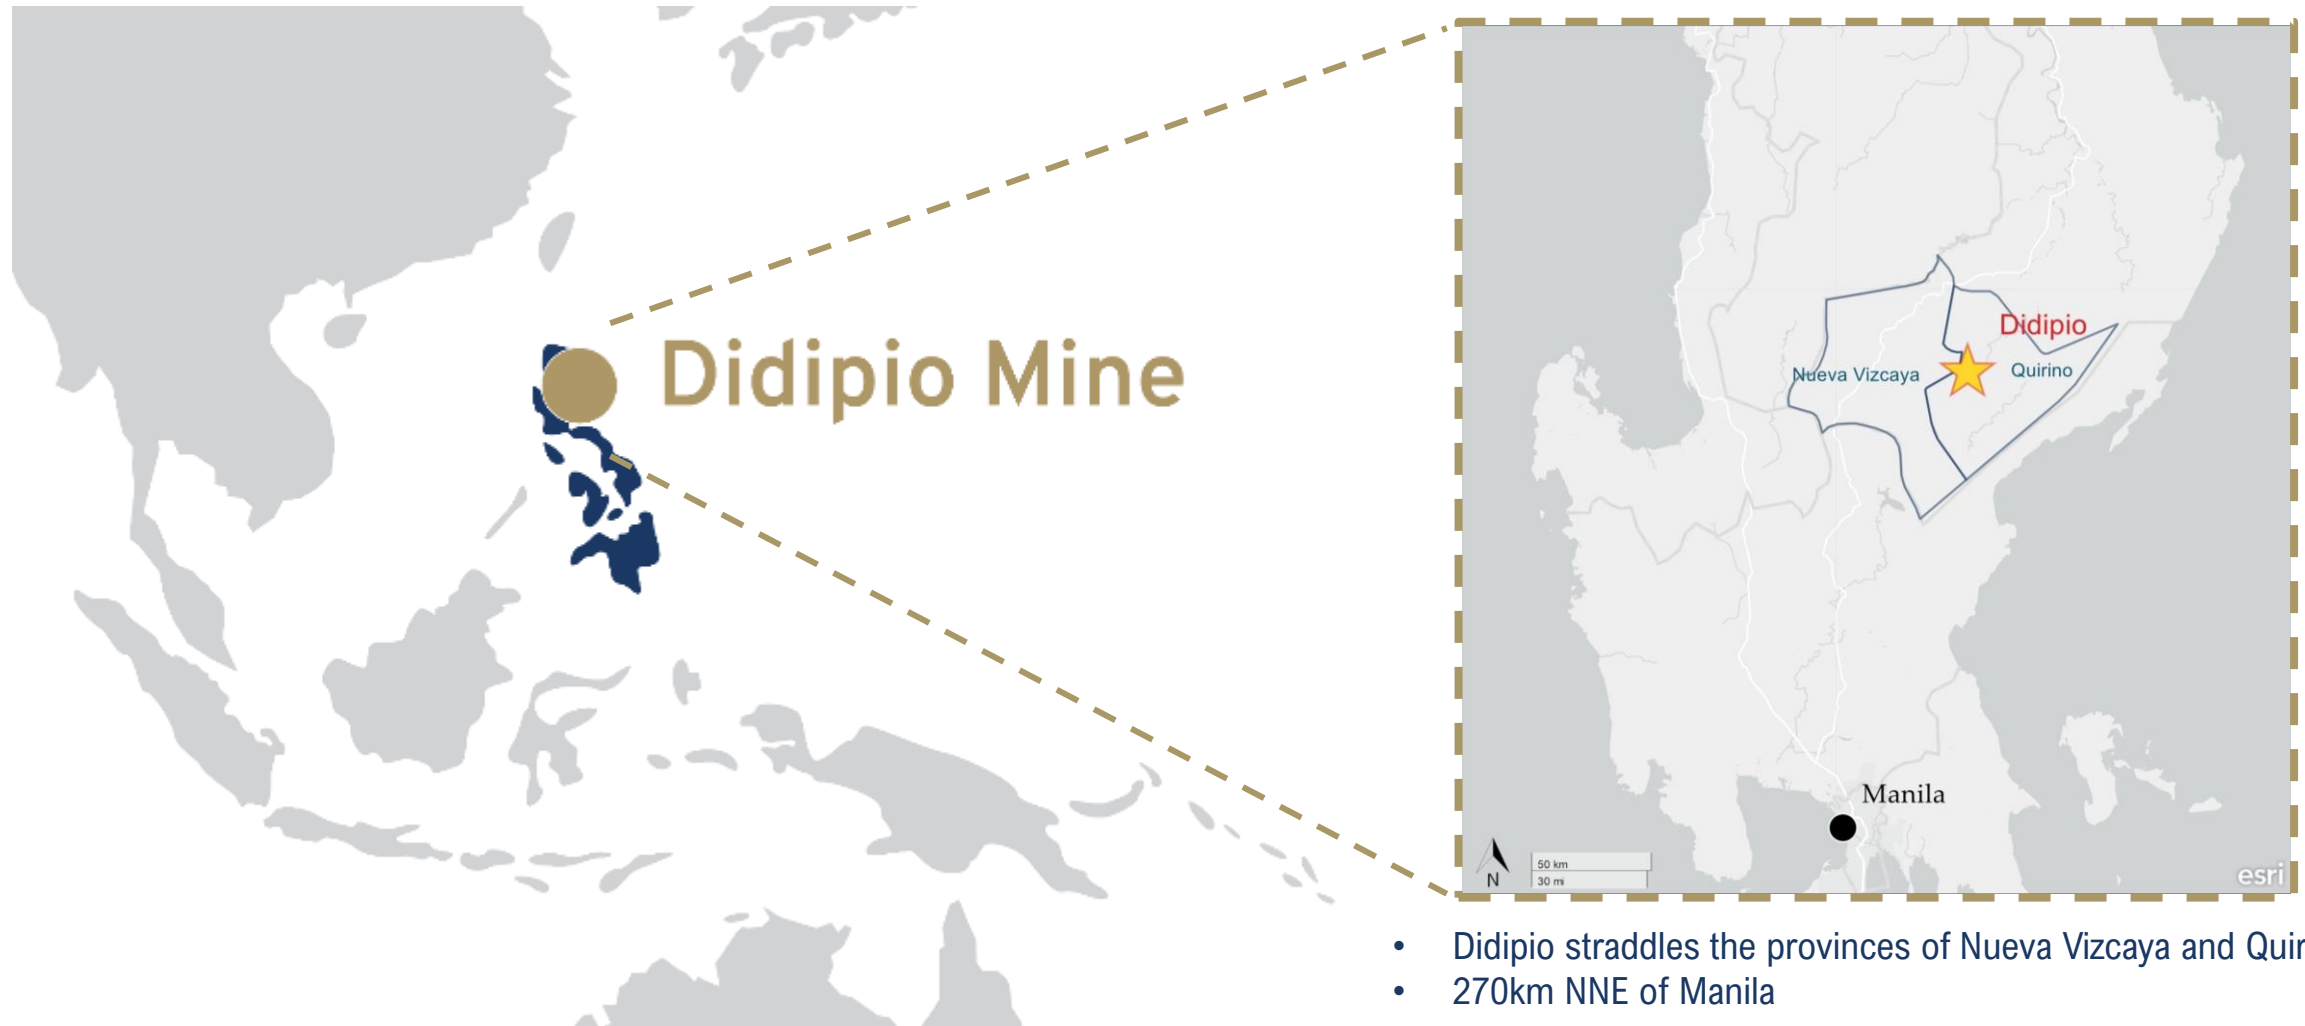 Didipio Mine
Didipio
Nueva Vizcaya
Quirino
Manila
50 km
30 mi
N
esri
• Didipio straddles the provinces of Nueva Vizcaya and Quir
• 270km NNE of Manila